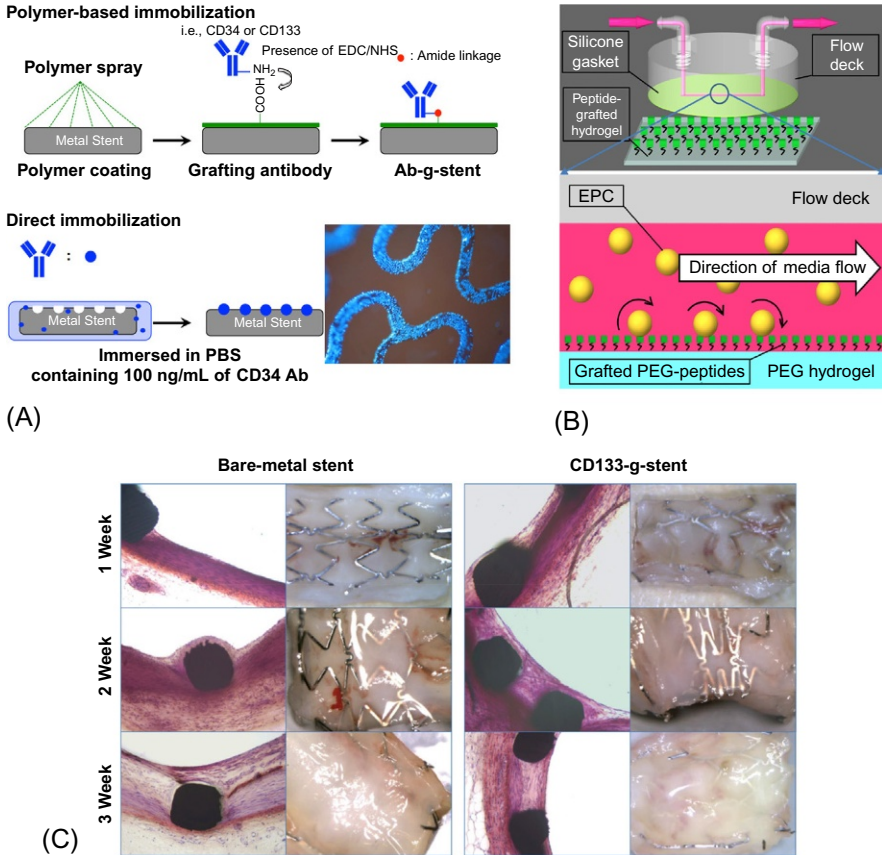 Polymer-based immobilization
i.e., CD34 or CD133
Presence of EDC/NHS
: Amide linkage
Polymer spray
NH2
COOH
Metal Stent
Polymer coating
Grafting antibody
Ab-g-stent
Direct immobilization
:
Metal Stent
Metal Stent
Immersed in PBS
containing 100 ng/mL of CD34 Ab
(A)
Silicone
gasket
Flow
deck
Peptide-
grafted
hydrogel
EPC
Flow deck
Direction of media flow
Grafted PEG-peptides
PEG hydrogel
(B)
Bare-metal stent
CD133-g-stent
1 Week
2 Week
3 Week
(C)